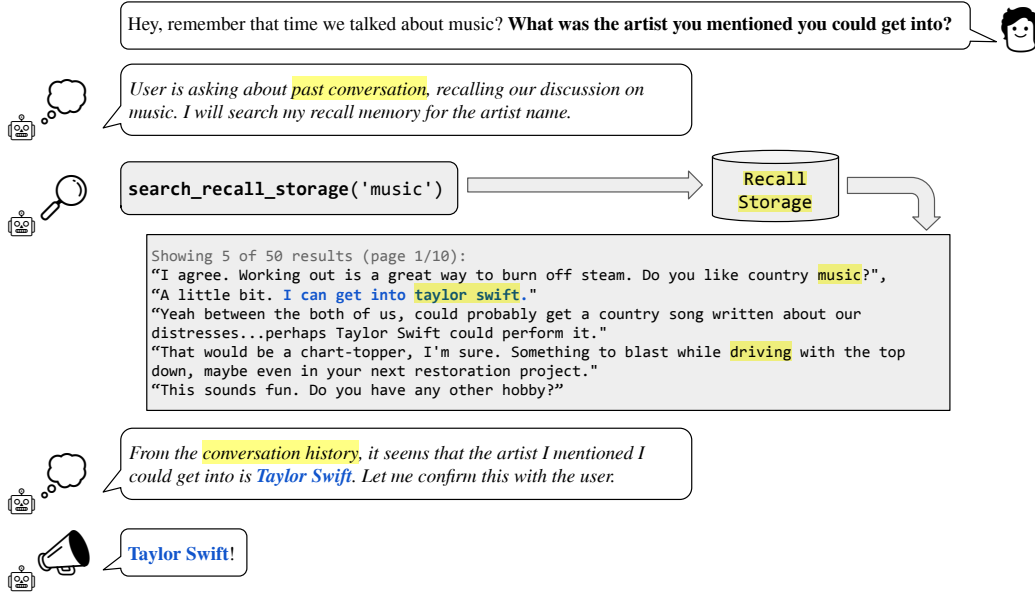 Hey, remember that time we talked about music? What was the artist you mentioned you could get into?
User is asking about past conversation, recalling our discussion on
music. I will search my recall memory for the artist name.
search_recall_storage('music')
Recall
Storage
Showing 5 of 50 results (page 1/10):
“I agree. Working out is a great way to burn off steam. Do you like country music?",
“A little bit. I can get into taylor swift."
“Yeah between the both of us, could probably get a country song written about our
distresses...perhaps Taylor Swift could perform it."
“That would be a chart-topper, I'm sure. Something to blast while driving with the top
down, maybe even in your next restoration project."
“This sounds fun. Do you have any other hobby?”
From the conversation history, it seems that the artist I mentioned I
could get into is Taylor Swift. Let me confirm this with the user.
Taylor Swift!